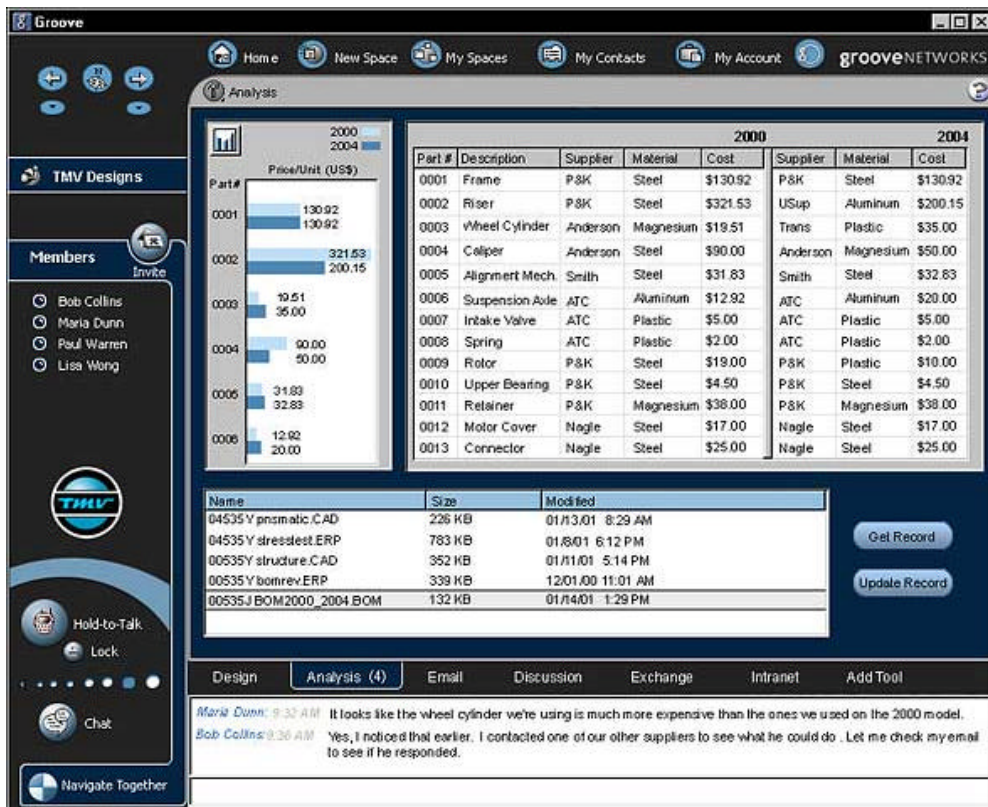 Groove
Home New Space My Spaces My Contacts My Account grooveNETWORKS
Analysis
TMV Designs
Members
Invite
Bob Collins
Maria Dunn
Paul Warren
Lisa Wong
TMV
Hold-to-Talk
Lock
Chat
Navigate Together
2000
2004
Price/Unit (US$)
Part#
0001 130.92
130.92
0002 321.53
200.15
0003 19.51
35.00
0004 90.00
50.00
0005 31.83
32.83
0006 12.92
20.00
2000 2004
Part # Description Supplier Material Cost Supplier Material Cost
0001 Frame P&K Steel $130.92 P&K Steel $130.92
0002 Riser P&K Steel $321.53 USup Aluminum $200.15
0003 Wheel Cylinder Anderson Magnesium $19.51 Trans Plastic $35.00
0004 Caliper Anderson Steel $90.00 Anderson Magnesium $50.00
0005 Alignment Mech. Smith Steel $31.83 Smith Steel $32.83
0006 Suspension Axle ATC Aluminum $12.92 ATC Aluminum $20.00
0007 Intake Valve ATC Plastic $5.00 ATC Plastic $5.00
0008 Spring ATC Plastic $2.00 ATC Plastic $2.00
0009 Rotor P&K Steel $19.00 P&K Plastic $10.00
0010 Upper Bearing P&K Steel $4.50 P&K Steel $4.50
0011 Retainer P&K Magnesium $38.00 P&K Magnesium $38.00
0012 Motor Cover Nagle Steel $17.00 Nagle Steel $17.00
0013 Connector Nagle Steel $25.00 Nagle Steel $25.00
Name Size Modified
04535Y prismatic.CAD 226 KB 01/13/01 8:29 AM
04535Y stresstest.ERP 783 KB 01/8/01 6:12 PM
00535Y structure.CAD 352 KB 01/11/01 5:14 PM
00535Y bomrev.ERP 339 KB 12/01/00 11:01 AM
00535J BOM2000_2004.BOM 132 KB 01/14/01 1:29 PM
Get Record
Update Record
Design Analysis (4) Email Discussion Exchange Intranet Add Tool
Maria Dunn: 9:32 AM It looks like the wheel cylinder we're using is much more expensive than the ones we used on the 2000 model.
Bob Collins: 9:36 AM Yes, I noticed that earlier. I contacted one of our other suppliers to see what he could do . Let me check my email
to see if he responded.